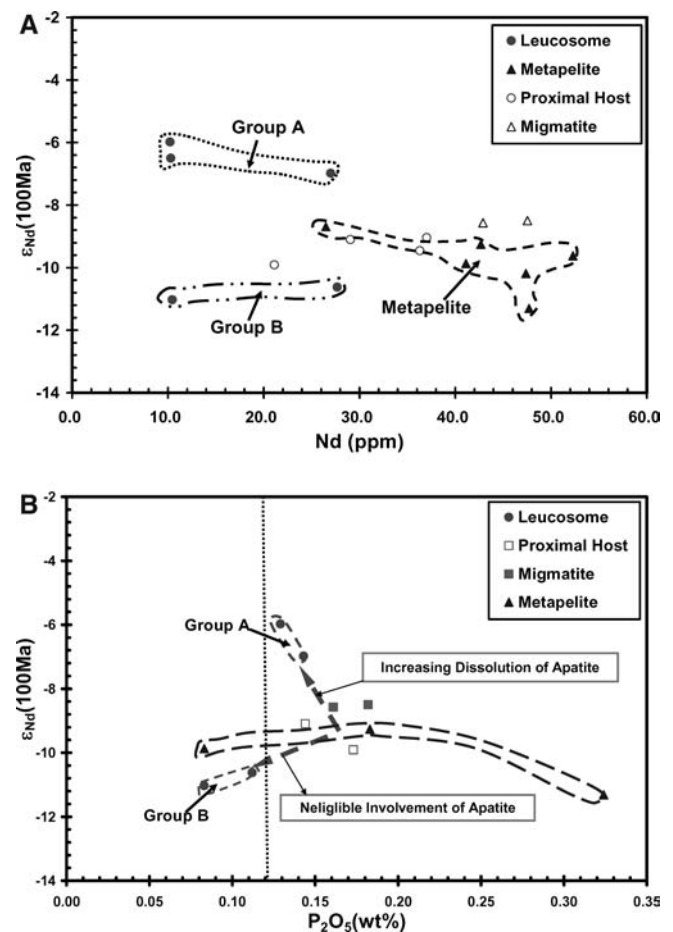 A
-2
-4
-6
-8
-10
-12
-14
εNd(100Ma)
Leucosome
Metapelite
Proximal Host
Migmatite
Group A
Group B
Metapelite
0.0 10.0 20.0 30.0 40.0 50.0 60.0
Nd (ppm)
B
-2
-4
-6
-8
-10
-12
-14
εNd(100Ma)
Leucosome
Proximal Host
Migmatite
Metapelite
Group A
Increasing Dissolution of Apatite
Group B
Neliglible Involvement of Apatite
0.00 0.05 0.10 0.15 0.20 0.25 0.30 0.35
P2O5(wt%)